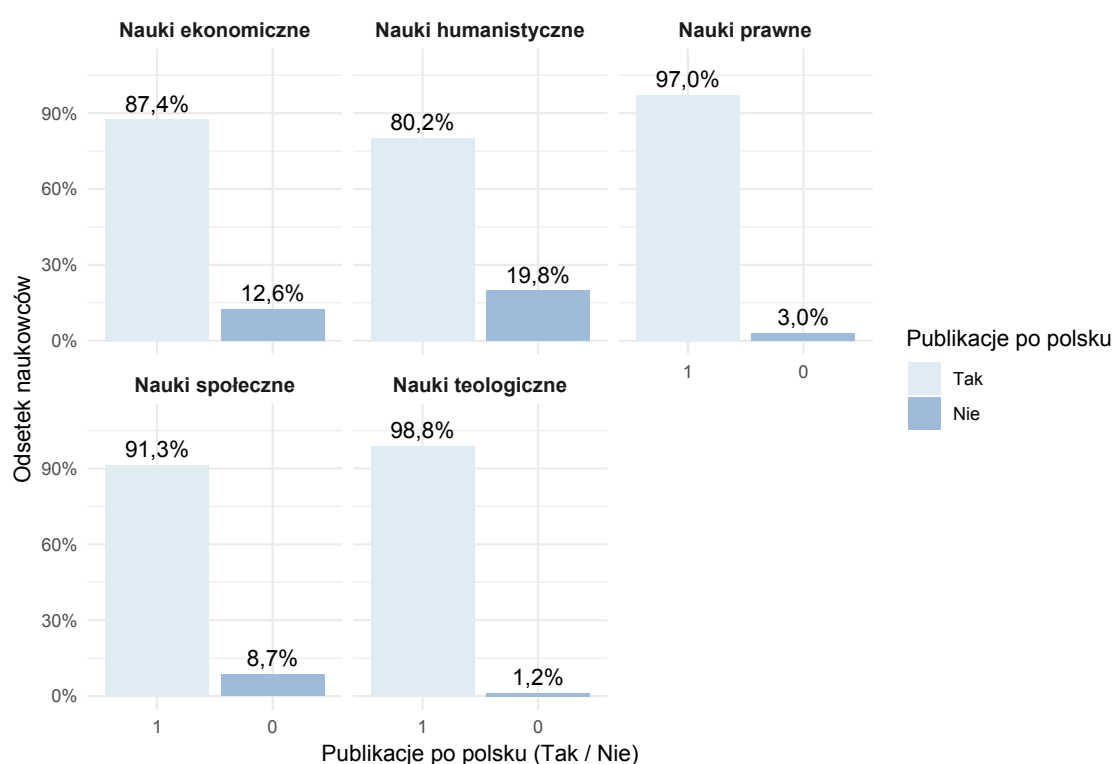 Nauki ekonomiczne
Nauki humanistyczne
Nauki prawne
87,4%
12,6%
80,2%
19,8%
97,0%
3,0%
90%
60%
30%
0%
1
0
Nauki społeczne
Nauki teologiczne
91,3%
8,7%
98,8%
1,2%
90%
60%
30%
0%
1
0
1
0
Odsetek naukowców
Publikacje po polsku (Tak / Nie)
Publikacje po polsku
Tak
Nie